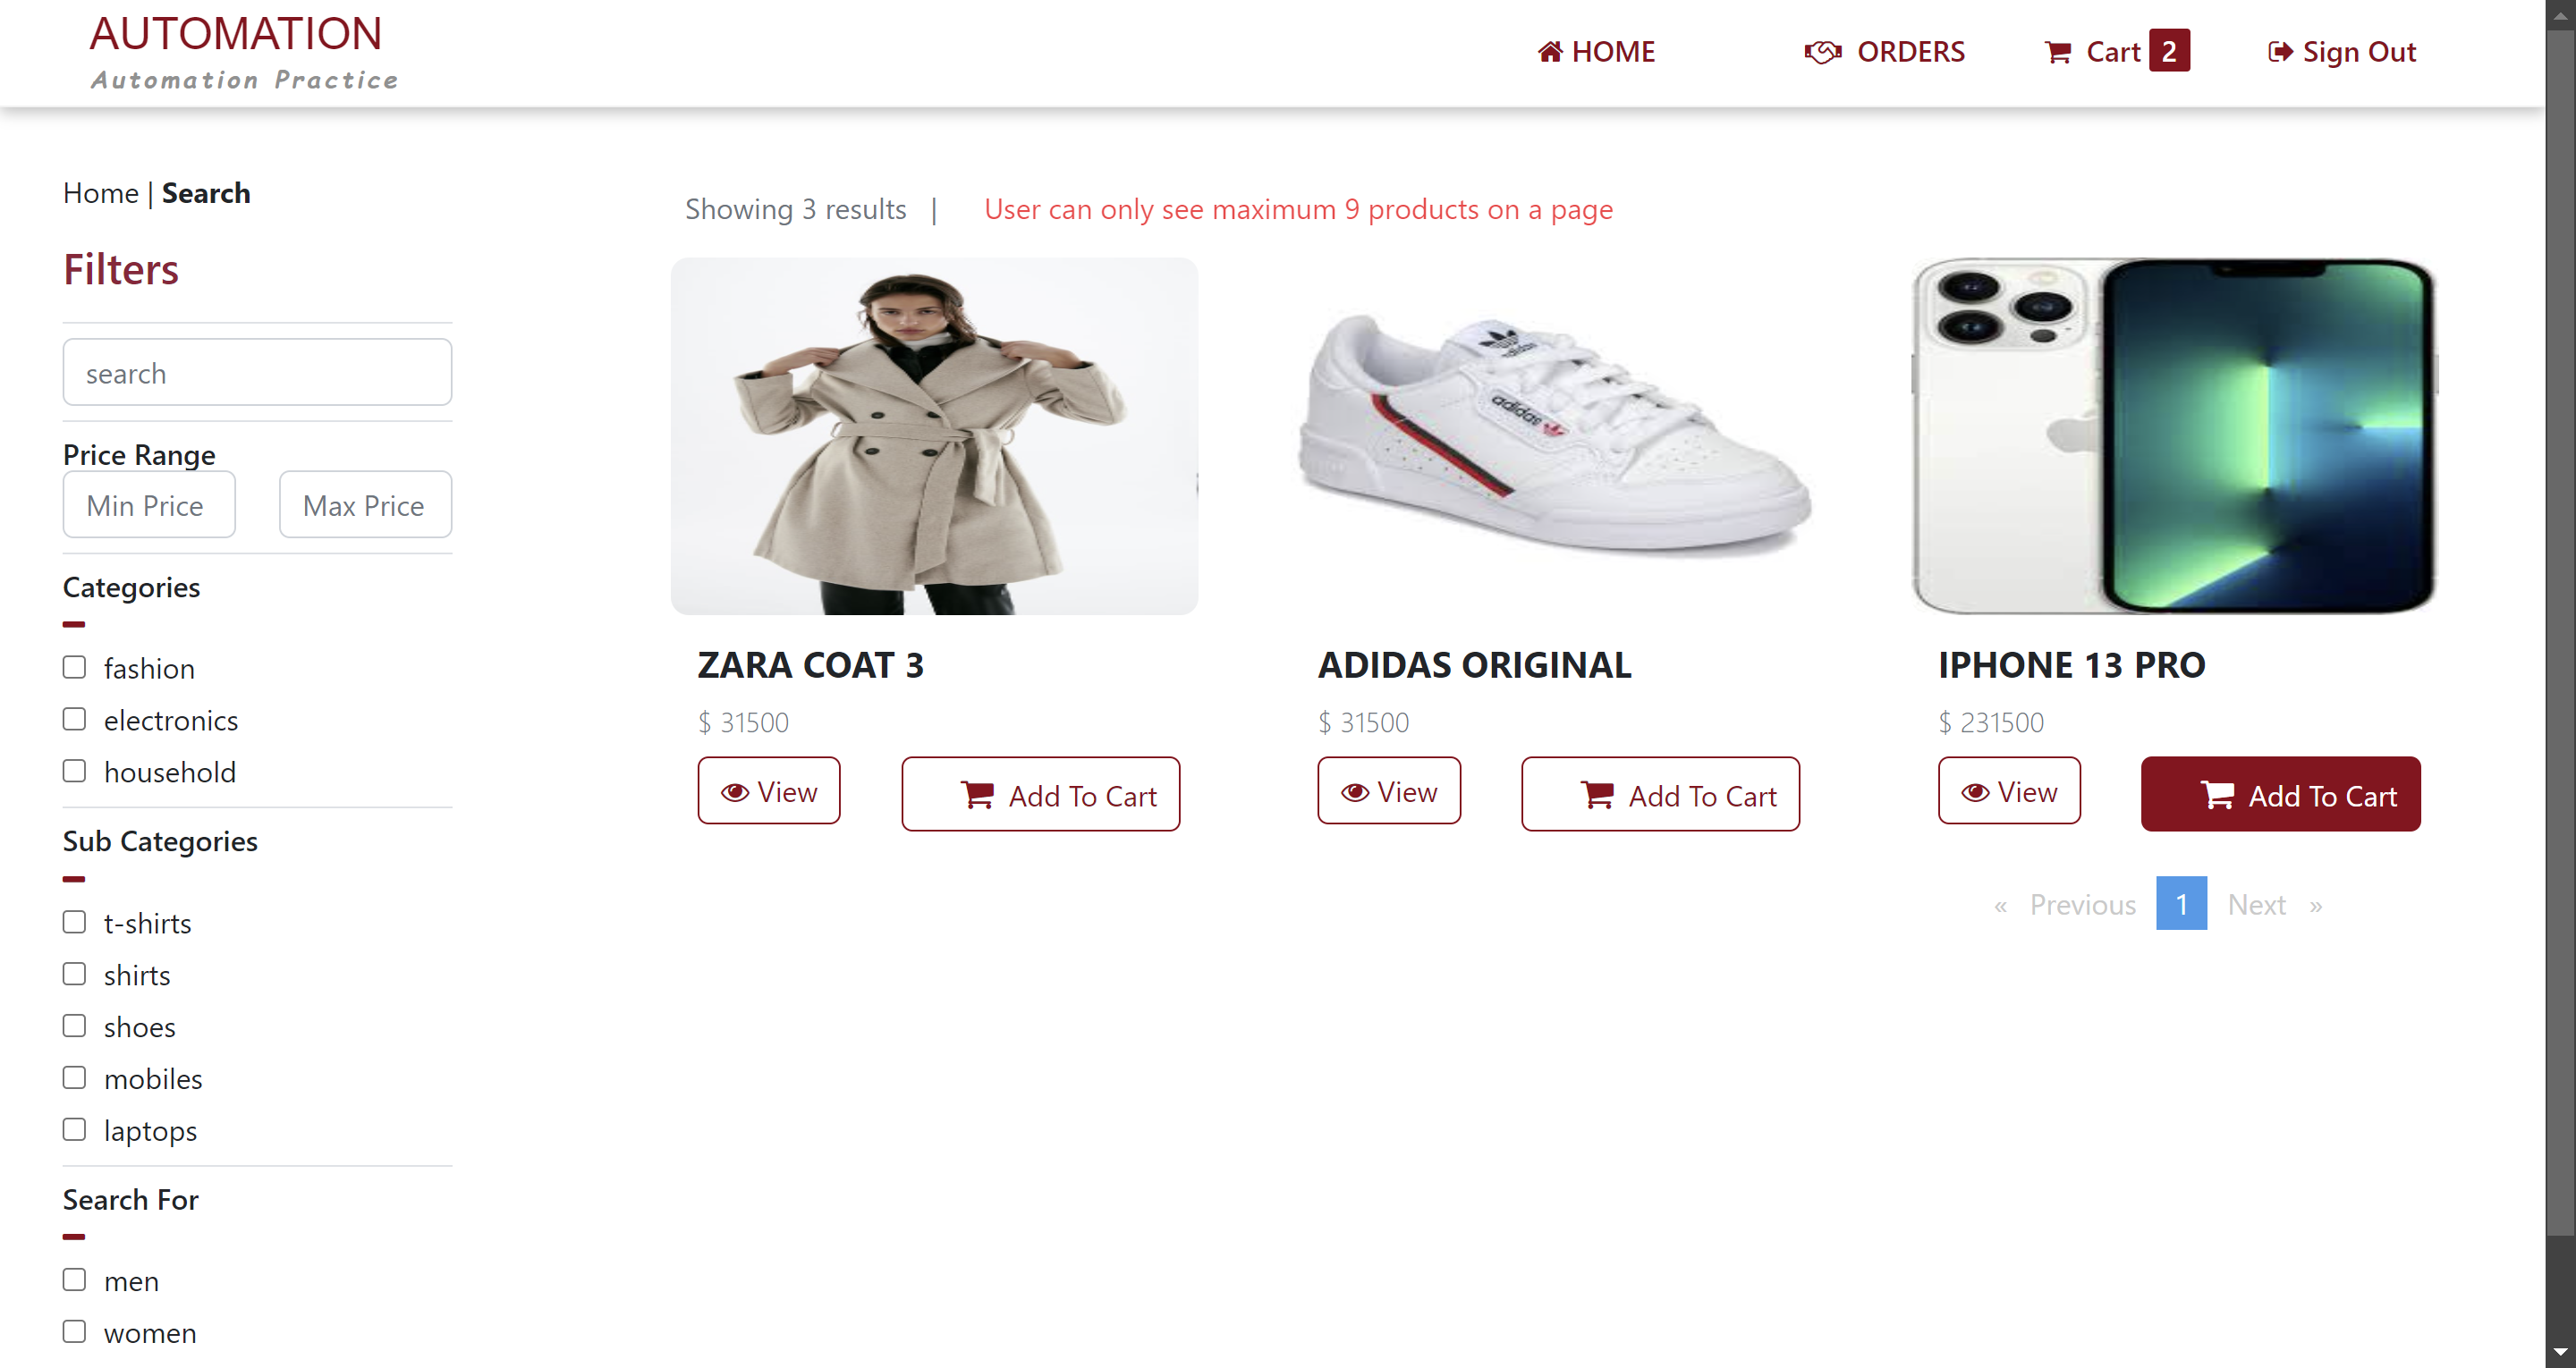 AUTOMATION
Automation Practice
HOME
ORDERS
Cart 2
Sign Out
Home | Search
Filters
search
Price Range
Min Price
Max Price
Categories
fashion
electronics
household
Sub Categories
t-shirts
shirts
shoes
mobiles
laptops
Search For
men
women
Showing 3 results |
User can only see maximum 9 products on a page
ZARA COAT 3
$ 31500
View
Add To Cart
adidas
adidas
ADIDAS ORIGINAL
$ 31500
View
Add To Cart
IPHONE 13 PRO
$ 231500
View
Add To Cart
« Previous 1 Next »